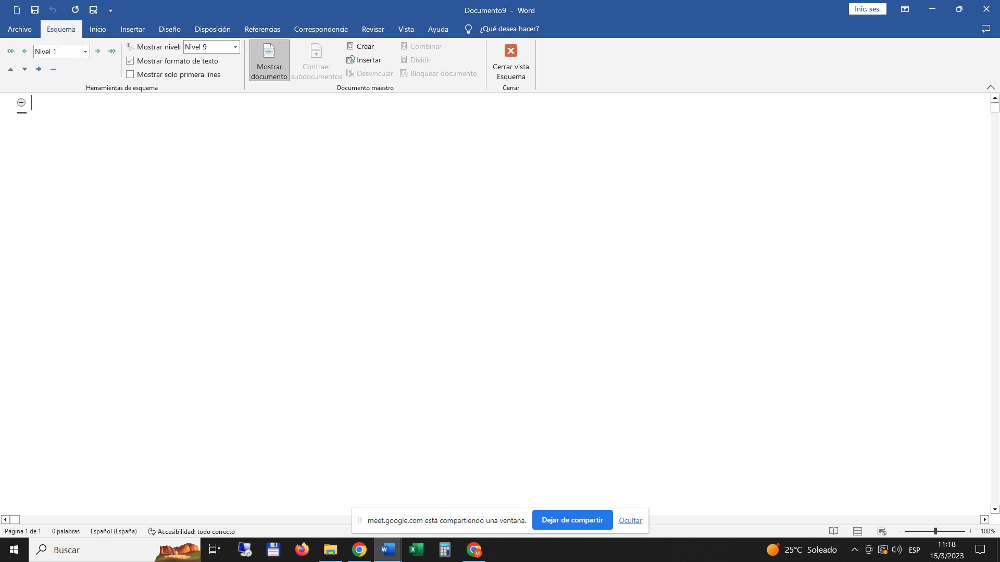 Documento9 - Word
Inic. ses.
Archivo Esquema Inicio Insertar Diseño Disposición Referencias Correspondencia Revisar Vista Ayuda ¿Qué desea hacer?
Nivel 1
Mostrar nivel: Nivel 9
Mostrar formato de texto
Mostrar solo primera línea
Herramientas de esquema
Mostrar
documento
Contraer
subdocumentos
Crear
Insertar
Desvincular
Combinar
Dividir
Bloquear documento
Documento maestro
Cerrar vista
Esquema
Cerrar
meet.google.com está compartiendo una ventana. Dejar de compartir Ocultar
Página 1 de 1 0 palabras Español (España) Accesibilidad: todo correcto 100%
Buscar
25°C Soleado
ESP
11:18
15/3/2023